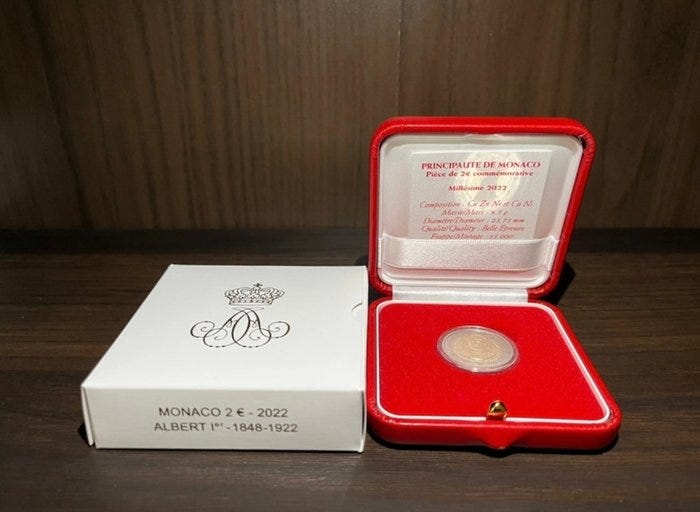 PRINCIPAUTE DE MONACO
Pièce de 2€ commémorative
Millésime 2022
Composition : Cu Zn Ni et Cu Ni
Masse/Mass : 8,5 g
Diamètre/Diameter : 25,75 mm
Qualité/Quality : Belle Épreuve
Frappe/Mintage : 15 000
MONACO 2 € - 2022
ALBERT Iᵉʳ - 1848-1922